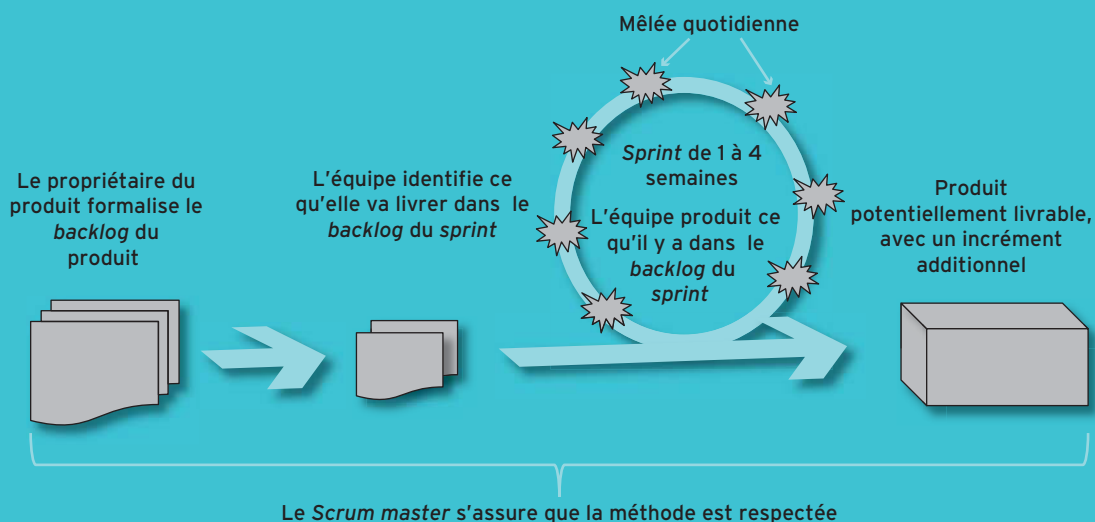 Mêlée quotidienne
Le propriétaire du
produit formalise le
backlog du
produit
L'équipe identifie ce
qu'elle va livrer dans le
backlog du sprint
Sprint de 1 à 4
semaines
L'équipe produit ce
qu'il y a dans le
backlog du
sprint
Produit
potentiellement livrable,
avec un incrément
additionnel
Le Scrum master s'assure que la méthode est respectée